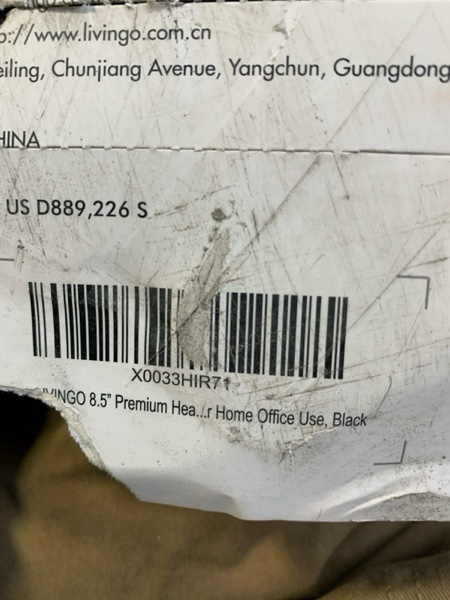 p://www.livingo.com.cn
eiling, Chunjiang Avenue, Yangchun, Guangdong
HINA
US D889,226 S
X0033HIR71
IVINGO 8.5" Premium Hea...r Home Office Use, Black